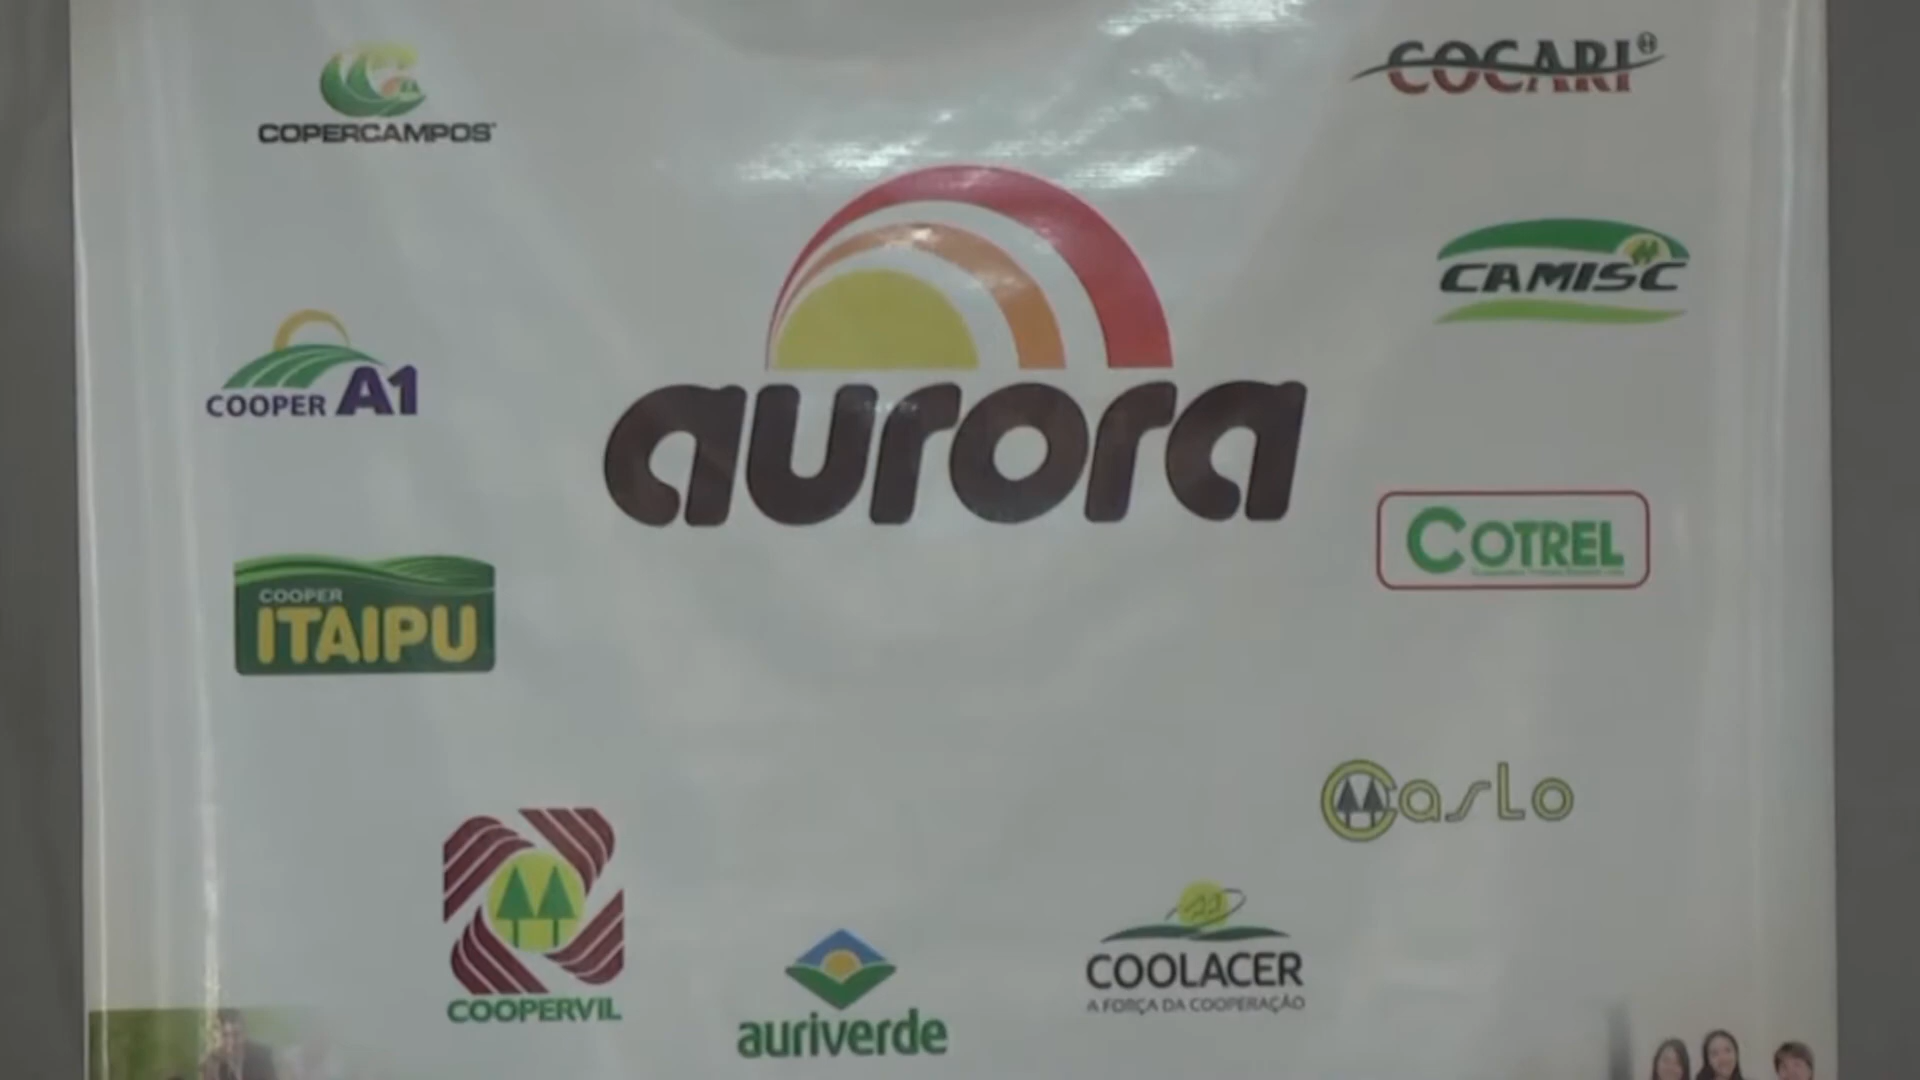 COPERCAMPOS
COCARI
CAMISC
COOPER A1
aurora
COTREL
COOPER
ITAIPU
CasLo
COOPERVIL
auriverde
COOLACER
A FORÇA DA COOPERAÇÃO